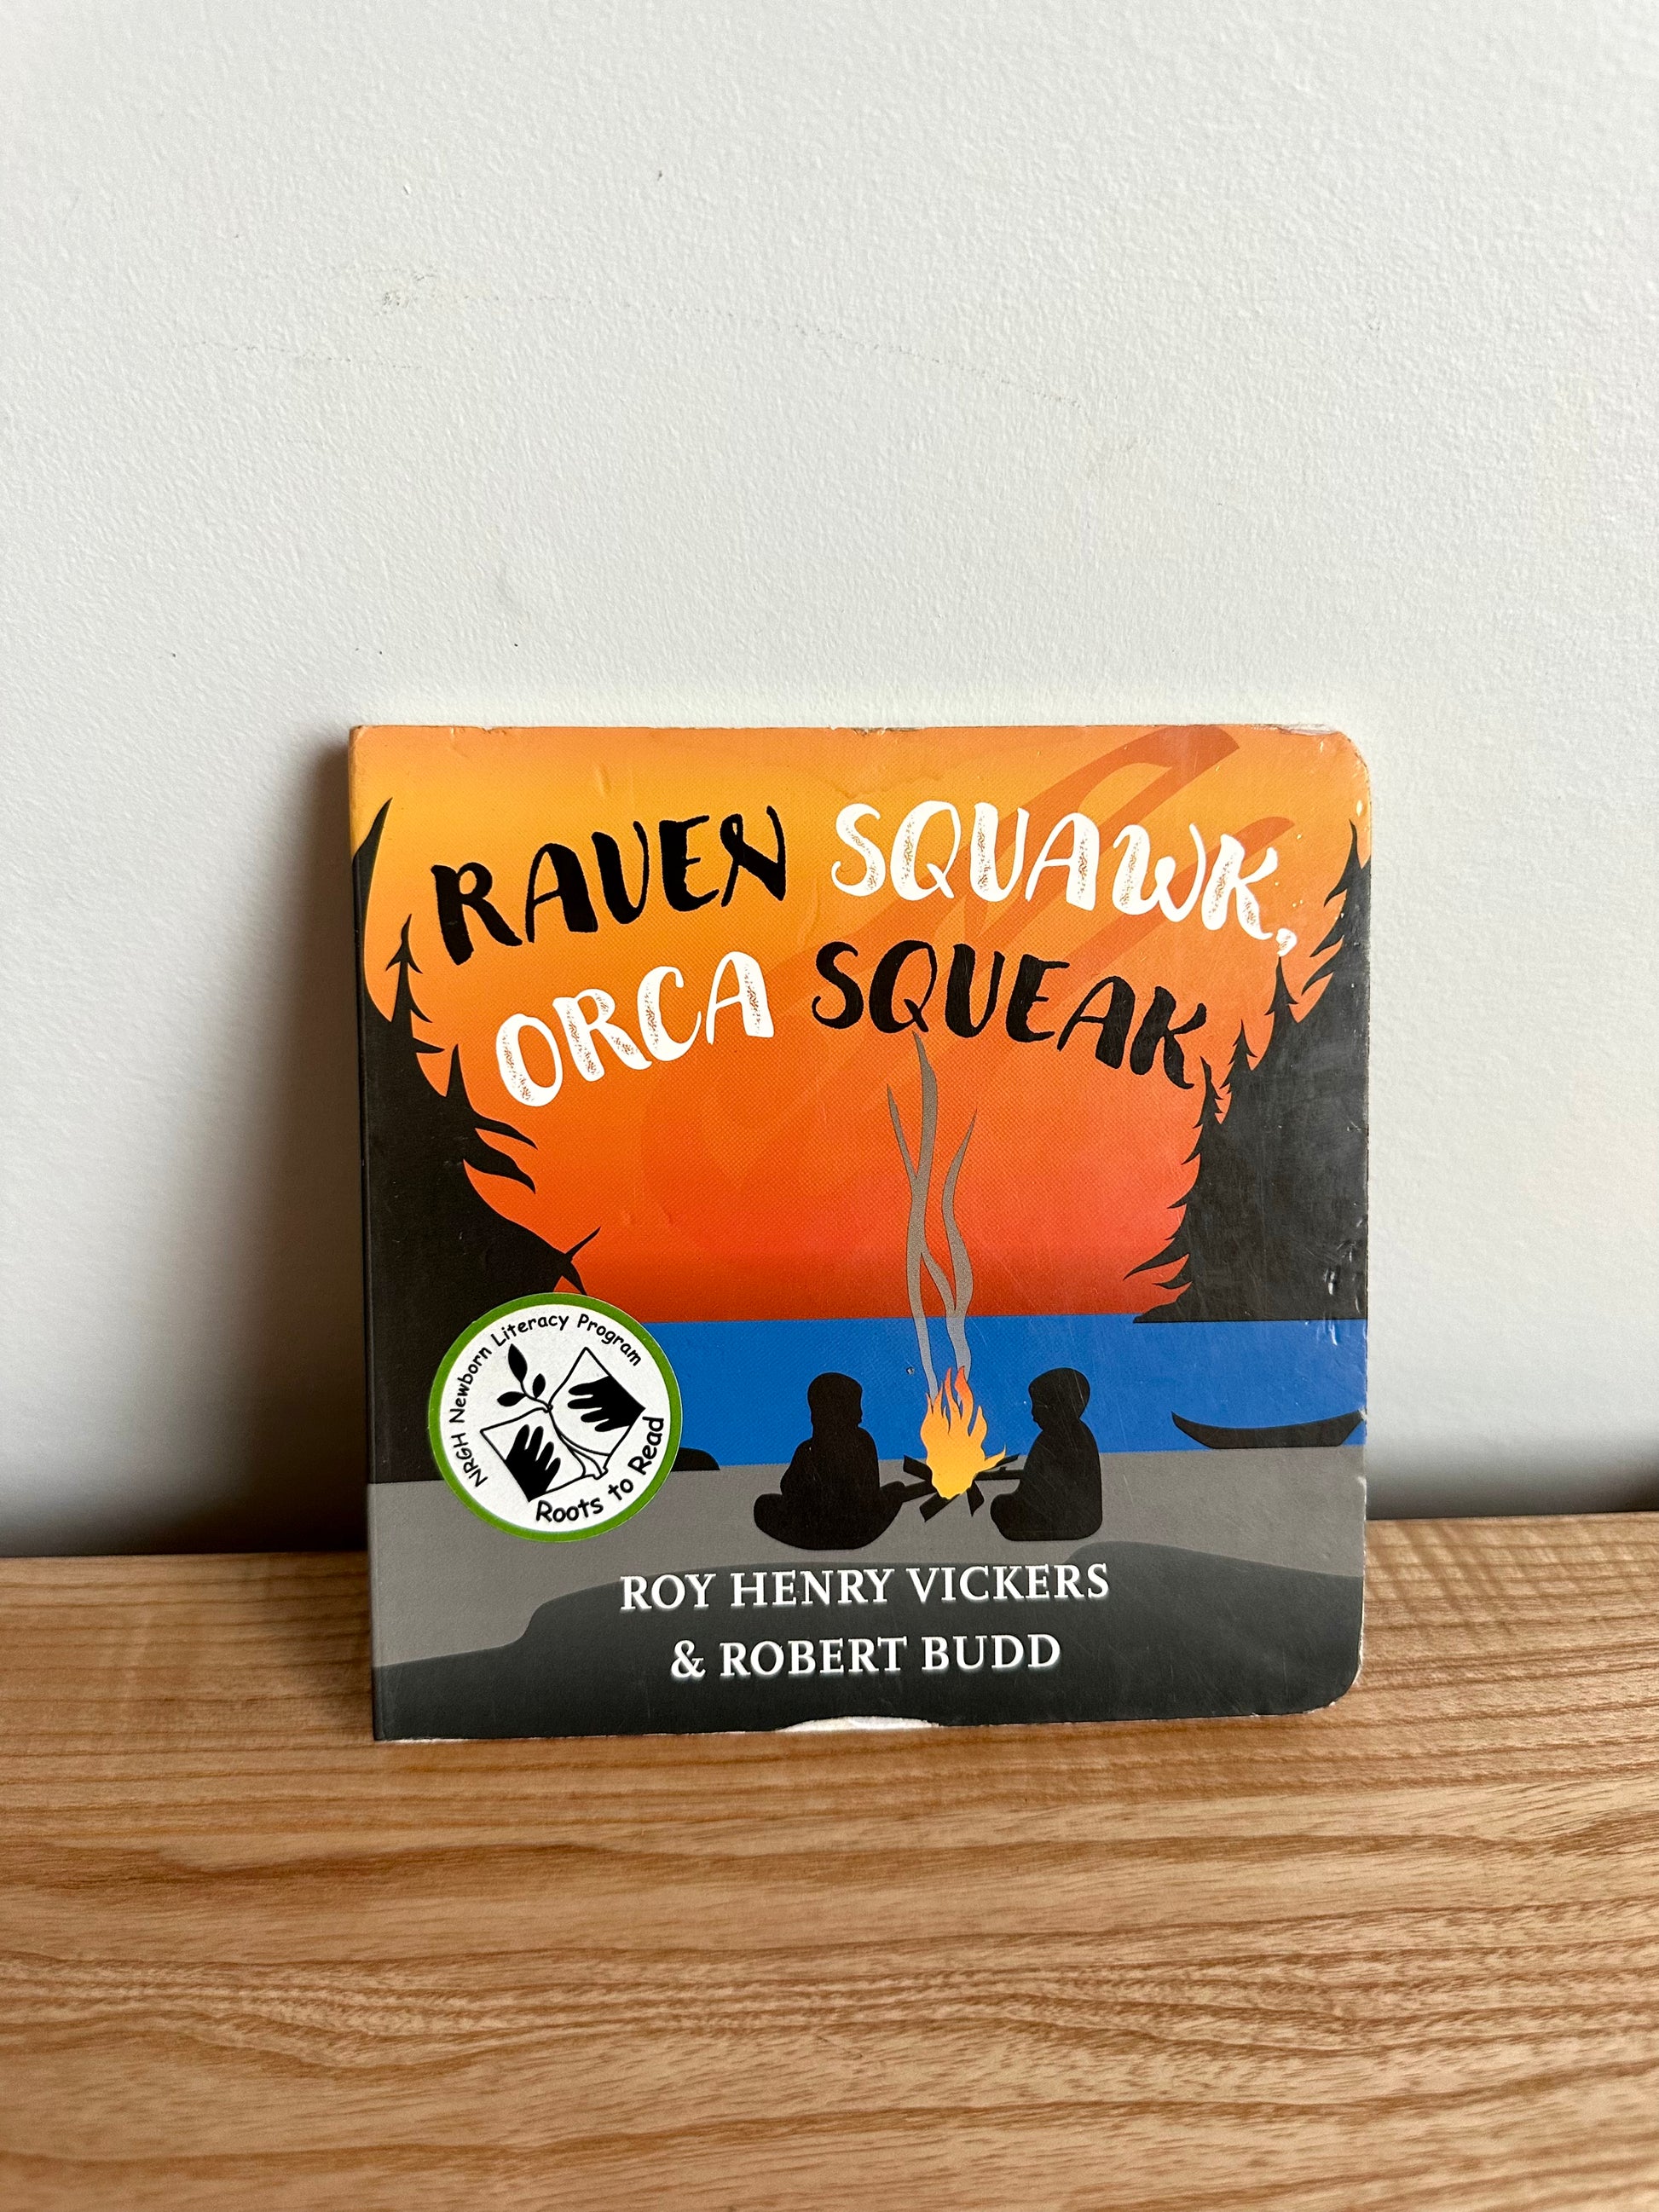 RAVEN SQUAWK,
ORCA SQUEAK
NRGH Newborn Literacy Program
Roots to Read
ROY HENRY VICKERS
& ROBERT BUDD